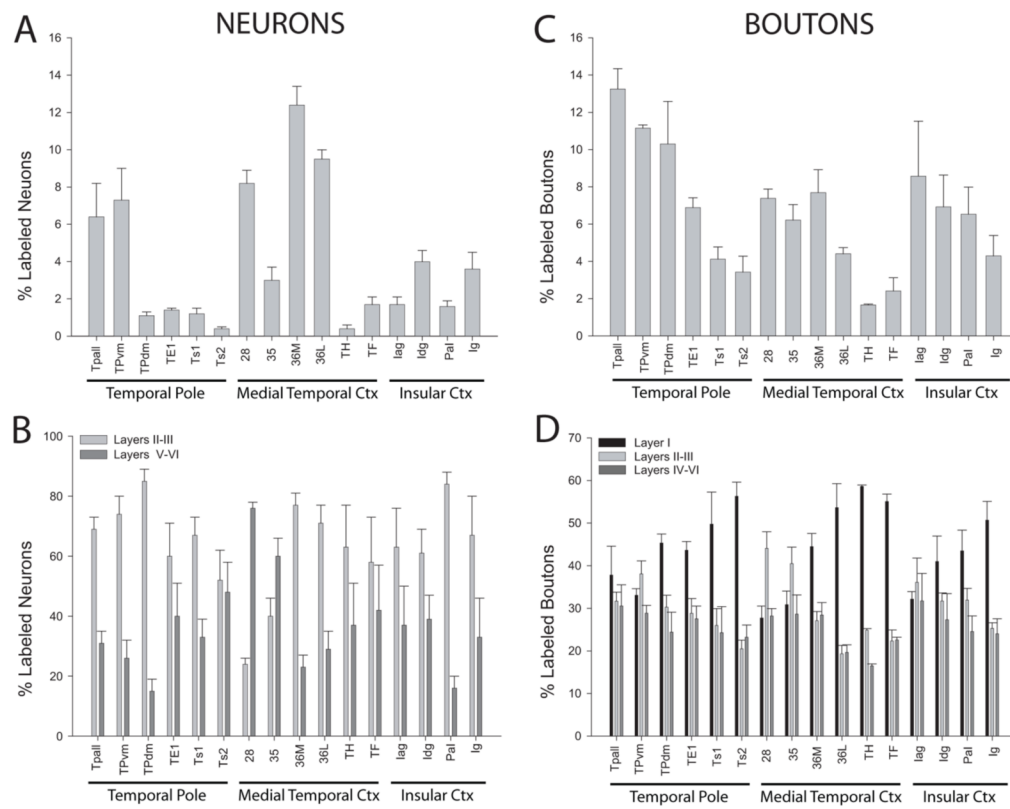 A
NEURONS
16
14
12
10
8
6
4
2
0
% Labeled Neuons
Tpall
TPvm
TPdm
TE1
Ts1
Ts2
28
35
36M
36L
TH
TF
Iag
Idg
PaI
Ig
Temporal Pole
Medial Temporal Ctx
Insular Ctx
C
BOUTONS
16
14
12
10
8
6
4
2
0
% Labeled Boutons
Tpall
TPvm
TPdm
TE1
Ts1
Ts2
28
35
36M
36L
TH
TF
Iag
Idg
PaI
Ig
Temporal Pole
Medial Temporal Ctx
Insular Ctx
B
100
80
60
40
20
0
% Labeled Neurons
Layers II-III
Layers V-VI
Tpall
TPvm
TPdm
TE1
Ts1
Ts2
28
35
36M
36L
TH
TF
Iag
Idg
PaI
Ig
Temporal Pole
Medial Temporal Ctx
Insular Ctx
D
70
60
50
40
30
20
10
0
% Labeled Boutons
Layer I
Layers II-III
Layers IV-VI
Tpall
TPvm
TPdm
TE1
Ts1
Ts2
28
35
36M
36L
TH
TF
Iag
Idg
PaI
Ig
Temporal Pole
Medial Temporal Ctx
Insular Ctx